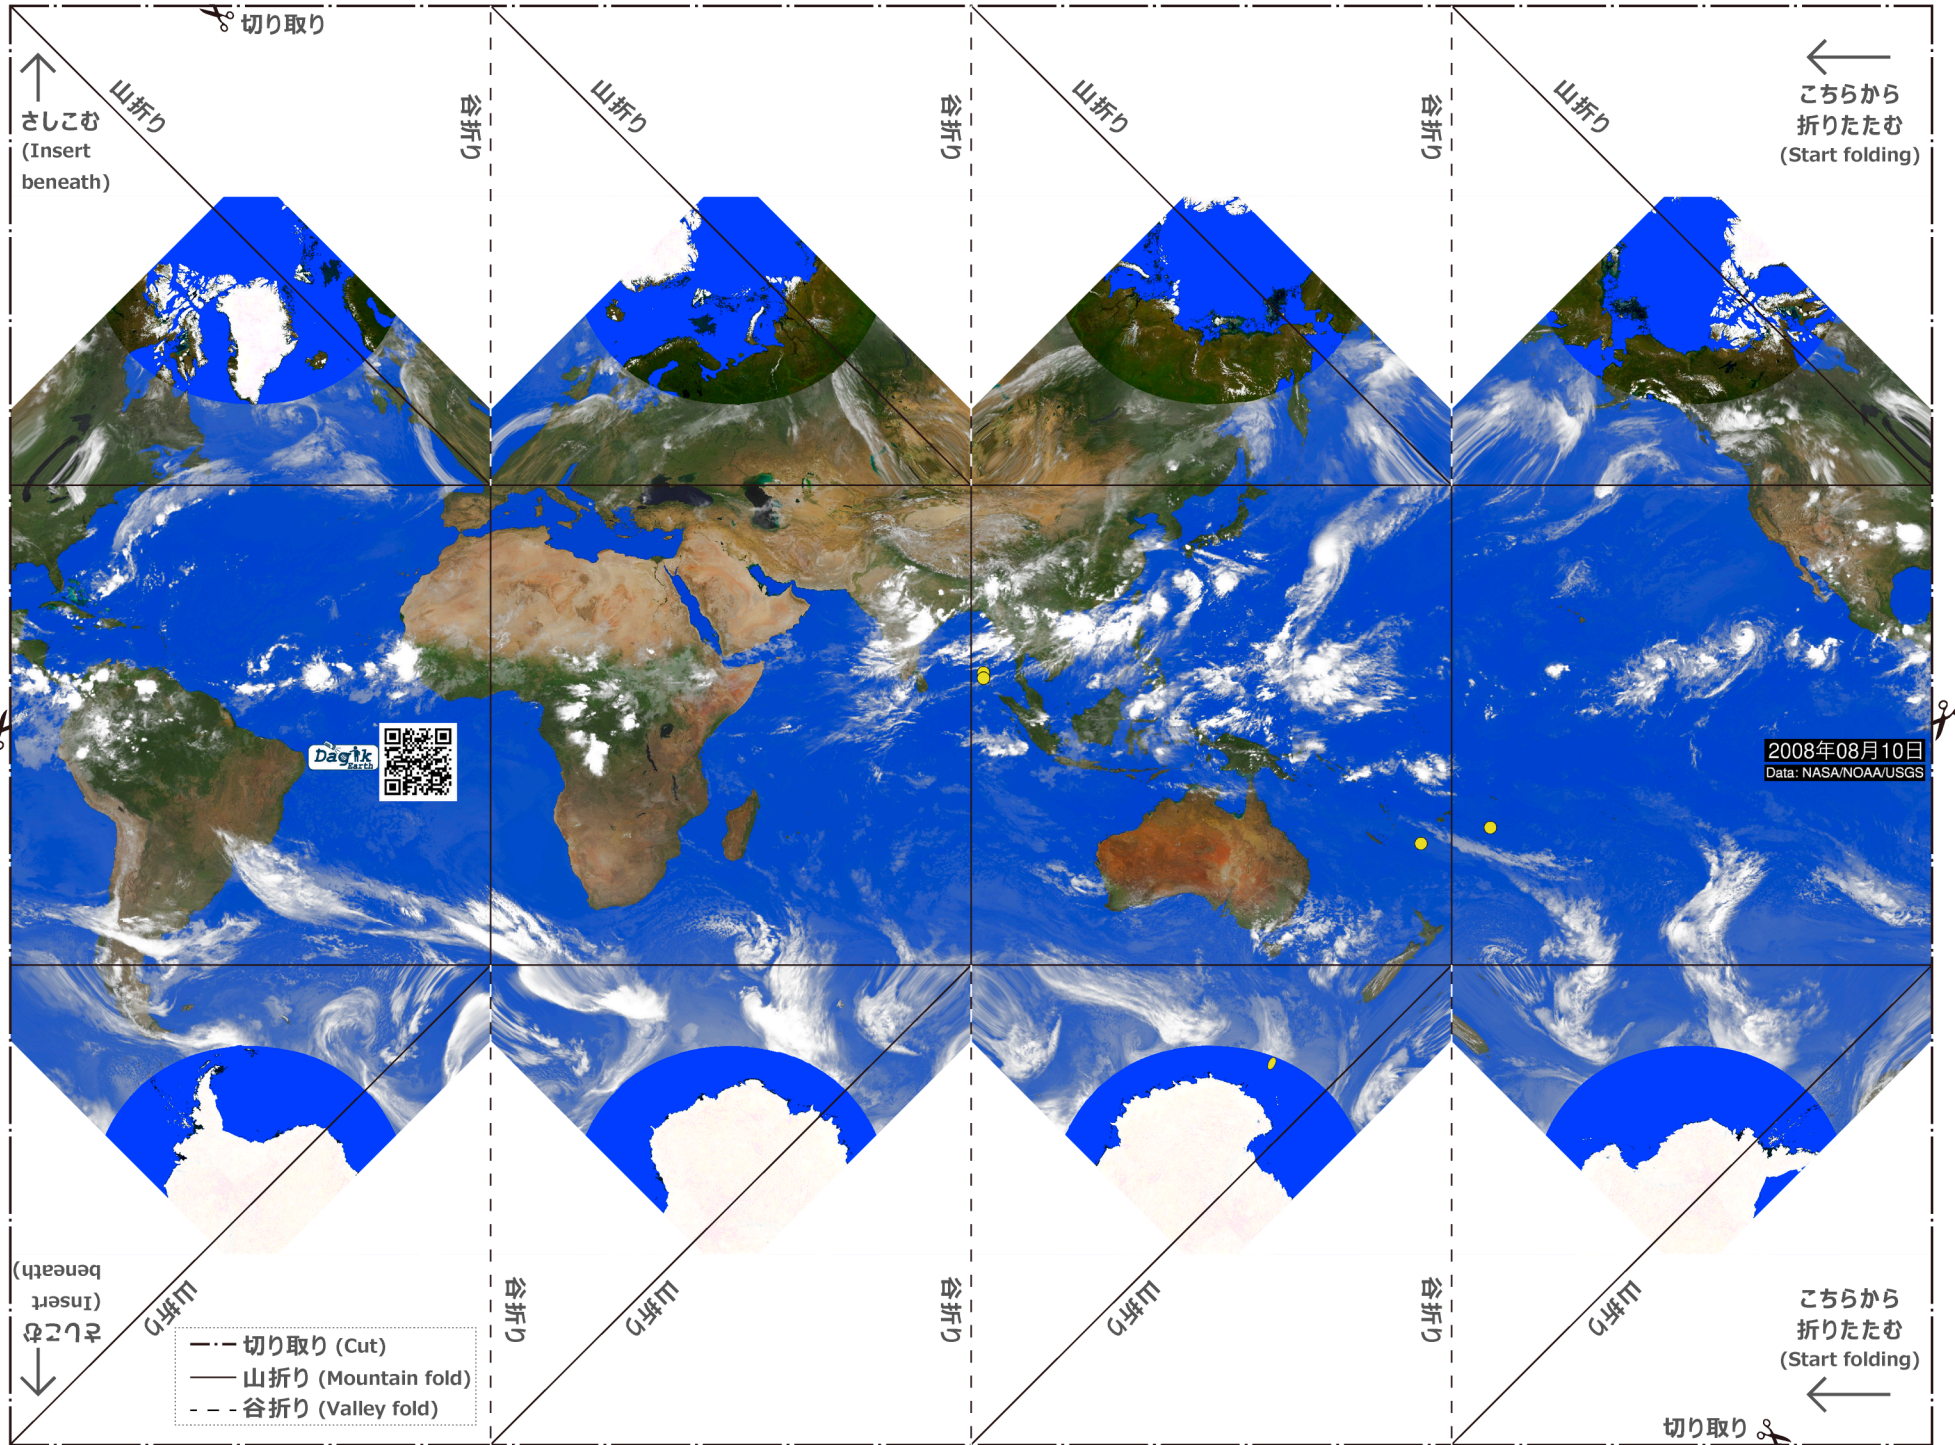 切り取り
さしこむ
(Insert
beneath)
山折り
谷折り
山折り
谷折り
山折り
谷折り
山折り
こちらから
折りたたむ
(Start folding)
Dagik
Earth
2008年08月10日
Data: NASA/NOAA/USGS
さしこむ
(Insert
beneath)
山折り
谷折り
山折り
谷折り
山折り
谷折り
山折り
こちらから
折りたたむ
(Start folding)
切り取り (Cut)
山折り (Mountain fold)
谷折り (Valley fold)
切り取り